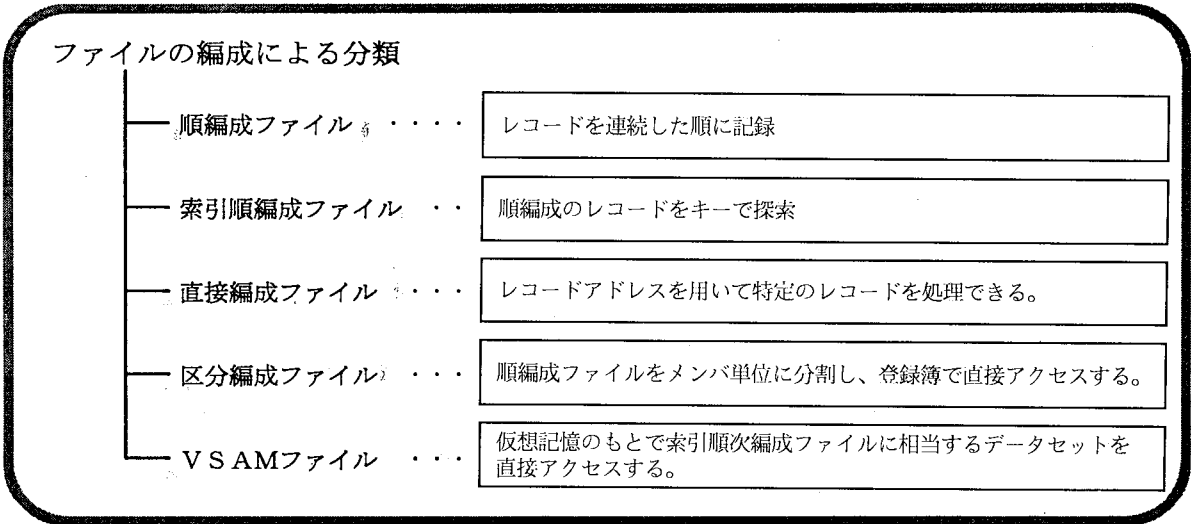 ファイルの編成による分類
順編成ファイル ・・・・ レコードを連続した順に記録
索引順編成ファイル ・・ 順編成のレコードをキーで探索
直接編成ファイル ・・・ レコードアドレスを用いて特定のレコードを処理できる。
区分編成ファイル ・・・ 順編成ファイルをメンバ単位に分割し、登録簿で直接アクセスする。
VSAMファイル ・・・ 仮想記憶のもとで索引順次編成ファイルに相当するデータセットを
直接アクセスする。